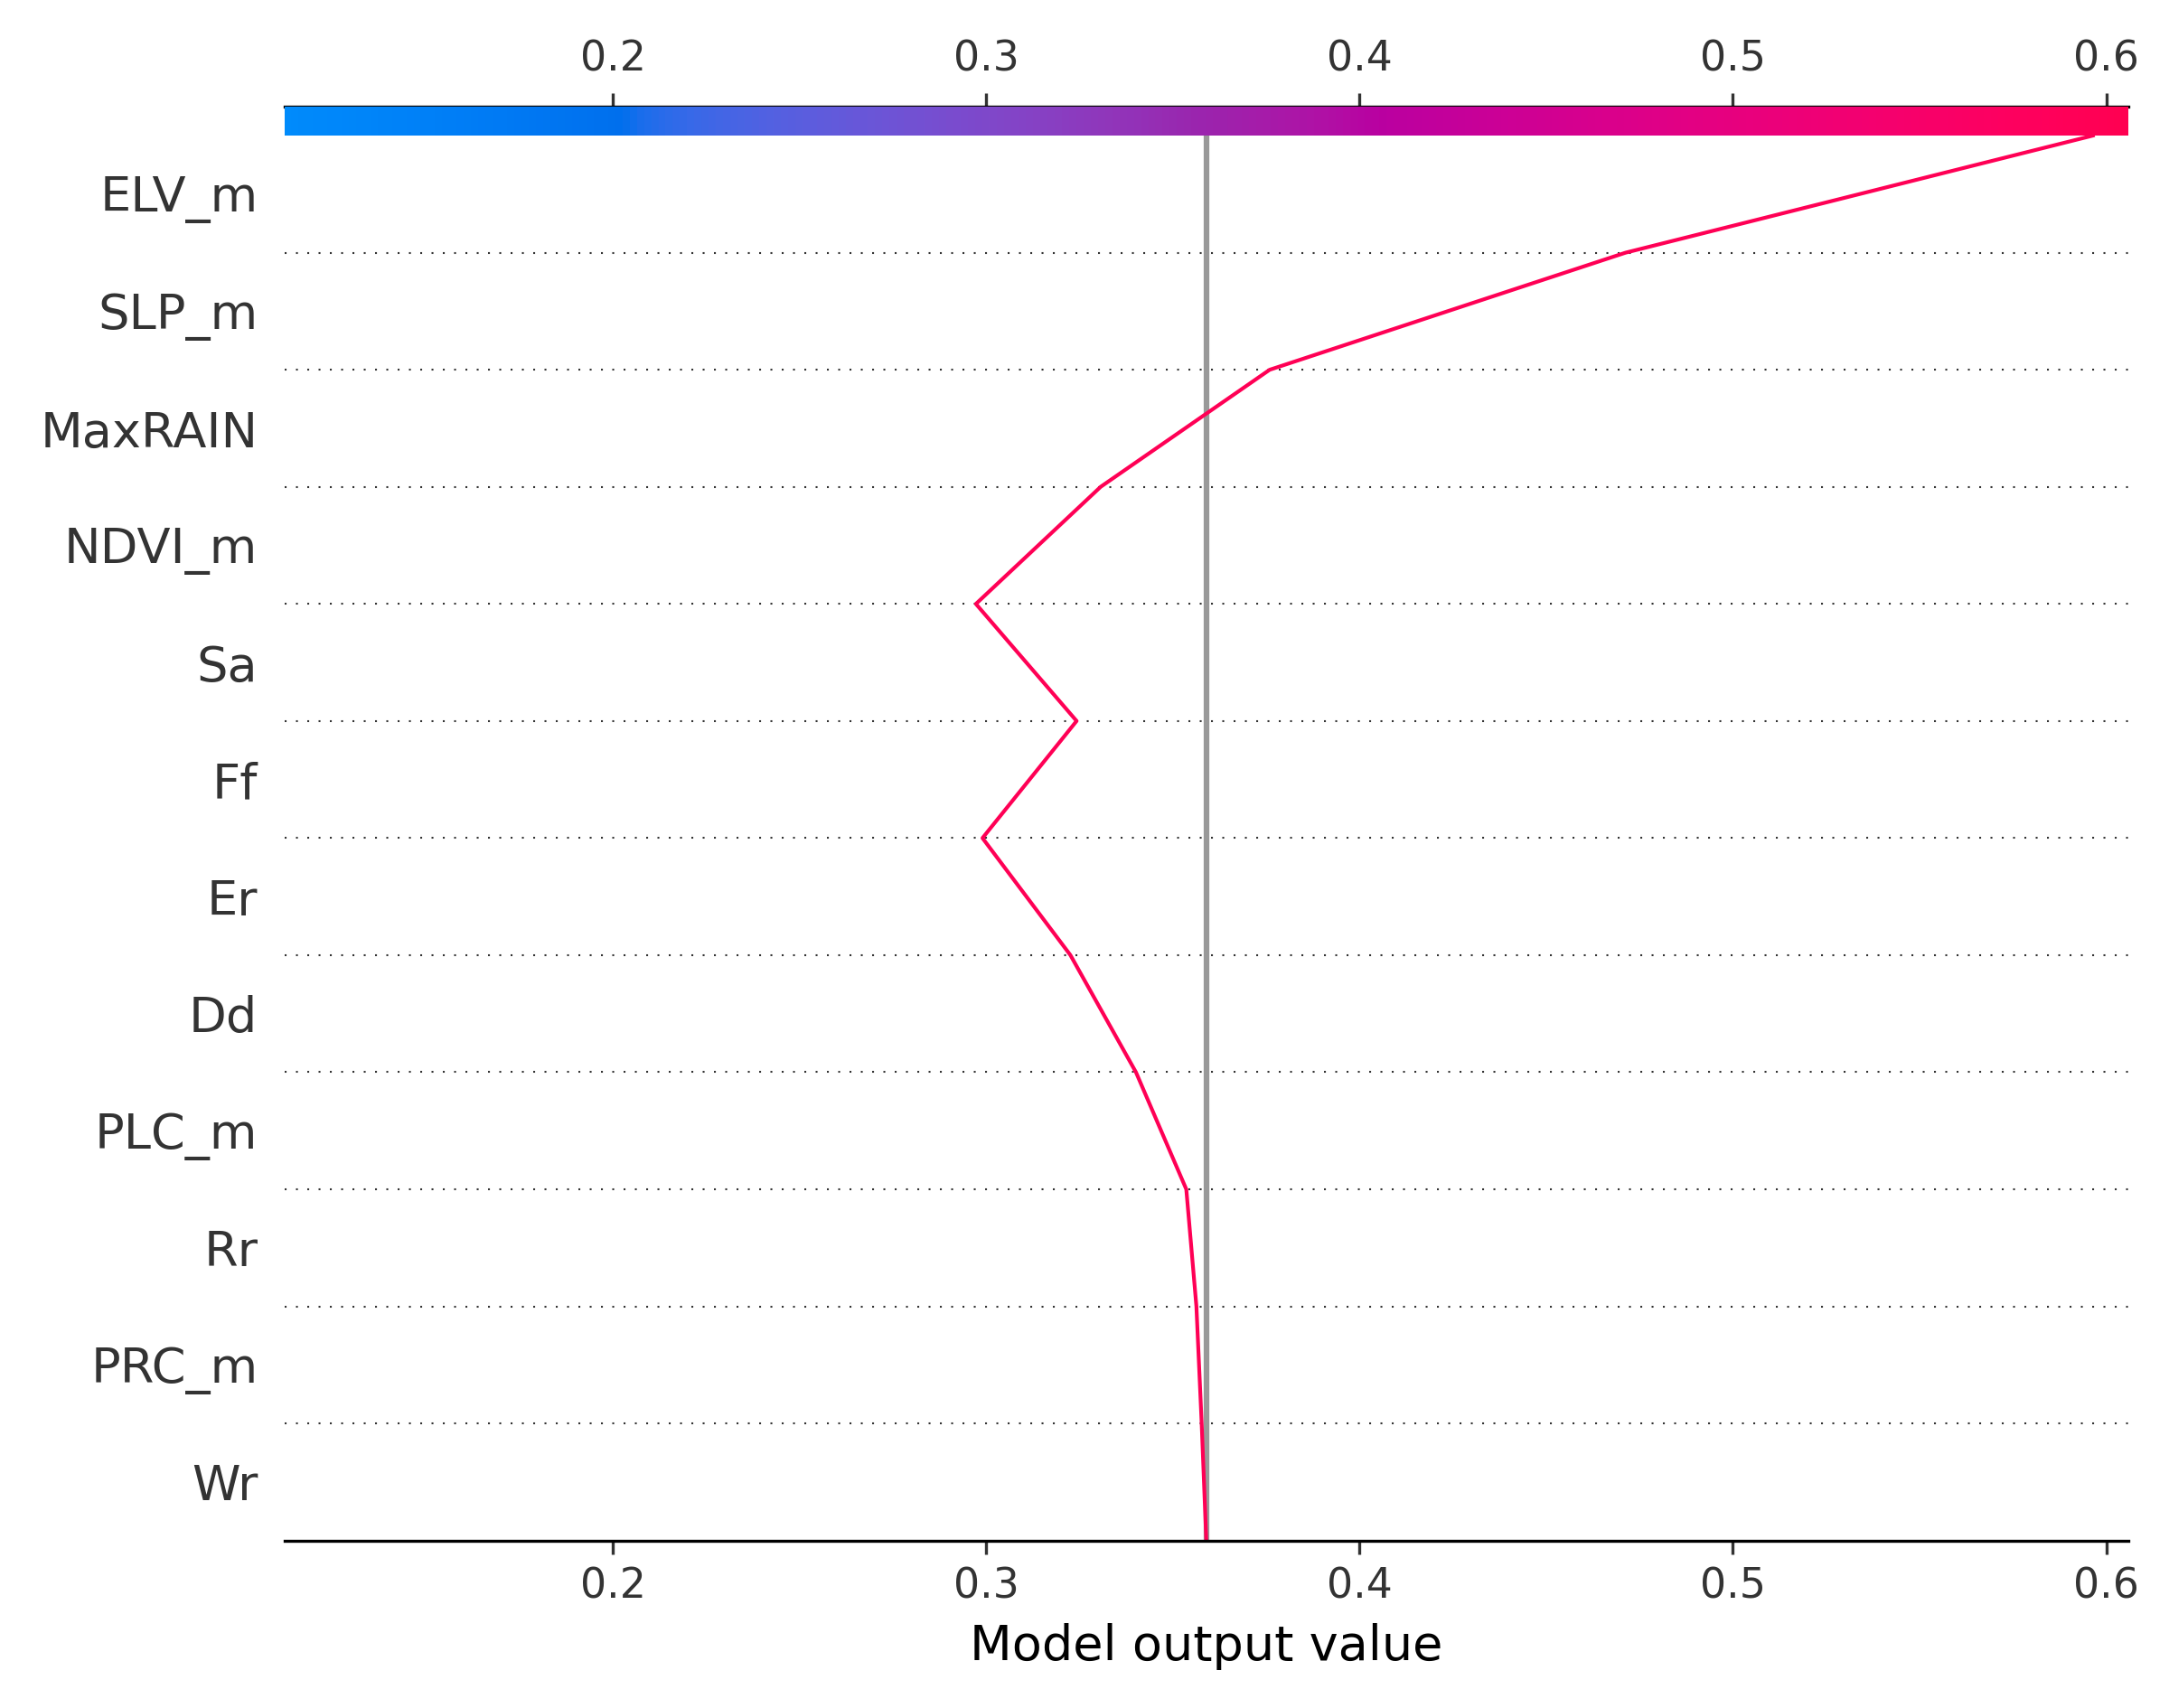 0.2 0.3 0.4 0.5 0.6
ELV_m
SLP_m
MaxRAIN
NDVI_m
Sa
Ff
Er
Dd
PLC_m
Rr
PRC_m
Wr
0.2 0.3 0.4 0.5 0.6
Model output value